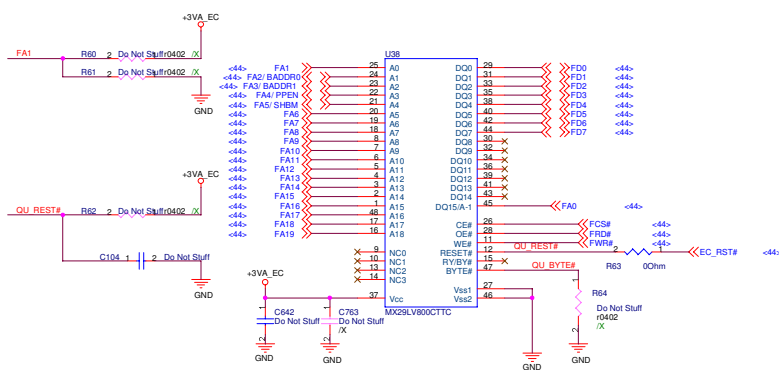 +3VA_EC
FA1
R60 2 Do Not Stuff 1 r0402 /X
R61 2 Do Not Stuff 1 r0402 /X
GND
+3VA_EC
QU_REST#
R62 2 Do Not Stuff 1 r0402 /X
C104 1 2 Do Not Stuff
GND
U38
<44> FA1 25 A0 DQ0 29 FD0 <44>
<44> FA2/ BADDR0 24 A1 DQ1 31 FD1 <44>
<44> FA3/ BADDR1 23 A2 DQ2 33 FD2 <44>
<44> FA4/ PPEN 22 A3 DQ3 35 FD3 <44>
<44> FA5/ SHBM 21 A4 DQ4 38 FD4 <44>
<44> FA6 20 A5 DQ5 40 FD5 <44>
<44> FA7 19 A6 DQ6 42 FD6 <44>
<44> FA8 18 A7 DQ7 44 FD7 <44>
<44> FA9 8 A8 DQ8 30
<44> FA10 7 A9 DQ9 32
<44> FA11 6 A10 DQ10 34
<44> FA12 5 A11 DQ11 36
<44> FA13 4 A12 DQ12 39
<44> FA14 3 A13 DQ13 41
<44> FA15 2 A14 DQ14 43
<44> FA16 1 A15 DQ15/A-1 45 FA0 <44>
<44> FA17 48 A16
<44> FA18 17 A17 CE# 26 FCS# <44>
<44> FA19 16 A18 OE# 28 FRD# <44>
WE# 11 FWR# <44>
9 NC0 RESET# 12 QU_REST# 2 1 EC_RST# <44>
R63 0Ohm
10 NC1 RY/BY# 15
13 NC2 BYTE# 47 QU_BYTE#
14 NC3
+3VA_EC
Vss1 27
37 Vcc Vss2 46
MX29LV800CTTC
1 C642 Do Not Stuff 2
GND
1 C763 Do Not Stuff /X 2
GND
GND
1 R64 Do Not Stuff r0402 /X 2
GND